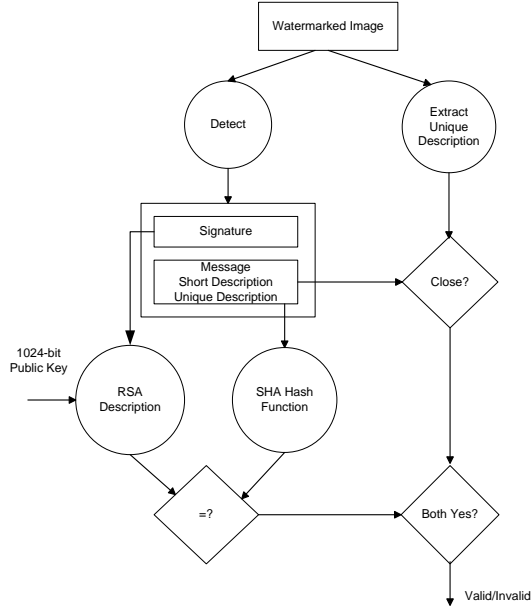 Watermarked Image
Detect
Extract
Unique
Description
Signature
Message
Short Description
Unique Description
Close?
1024-bit
Public Key
RSA
Description
SHA Hash
Function
=?
Both Yes?
Valid/Invalid